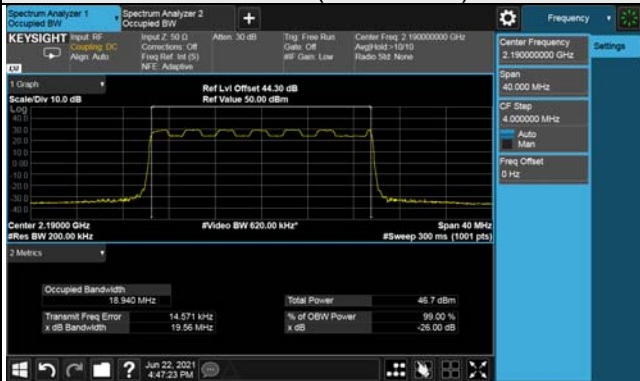 Spectrum Analyzer 1
Occupied BW
Spectrum Analyzer 2
Occupied BW
+
Frequency
KEYSIGHT
Input: RF
Coupling: DC
Align: Auto
Input Z: 50 Ω
Corrections: Off
Freq Ref: Int (S)
NFE: Adaptive
Atten: 30 dB
Trig: Free Run
Gate: Off
#IF Gain: Low
Center Freq: 2.190000000 GHz
Avg|Hold:>10/10
Radio Std: None
Center Frequency
2.190000000 GHz
Settings
Span
40.000 MHz
CF Step
4.000000 MHz
Auto
Man
Freq Offset
0 Hz
1 Graph
Scale/Div 10.0 dB
Ref Lvl Offset 44.30 dB
Ref Value 50.00 dBm
Log
40.0
30.0
20.0
10.0
0.00
-10.0
-20.0
-30.0
-40.0
Center 2.19000 GHz
#Res BW 200.00 kHz
#Video BW 620.00 kHz*
Span 40 MHz
#Sweep 300 ms (1001 pts)
2 Metrics
Occupied Bandwidth
18.940 MHz
Total Power
46.7 dBm
Transmit Freq Error
14.571 kHz
% of OBW Power
99.00 %
x dB Bandwidth
19.56 MHz
x dB
-26.00 dB
?
Jun 22, 2021
4:47:23 PM